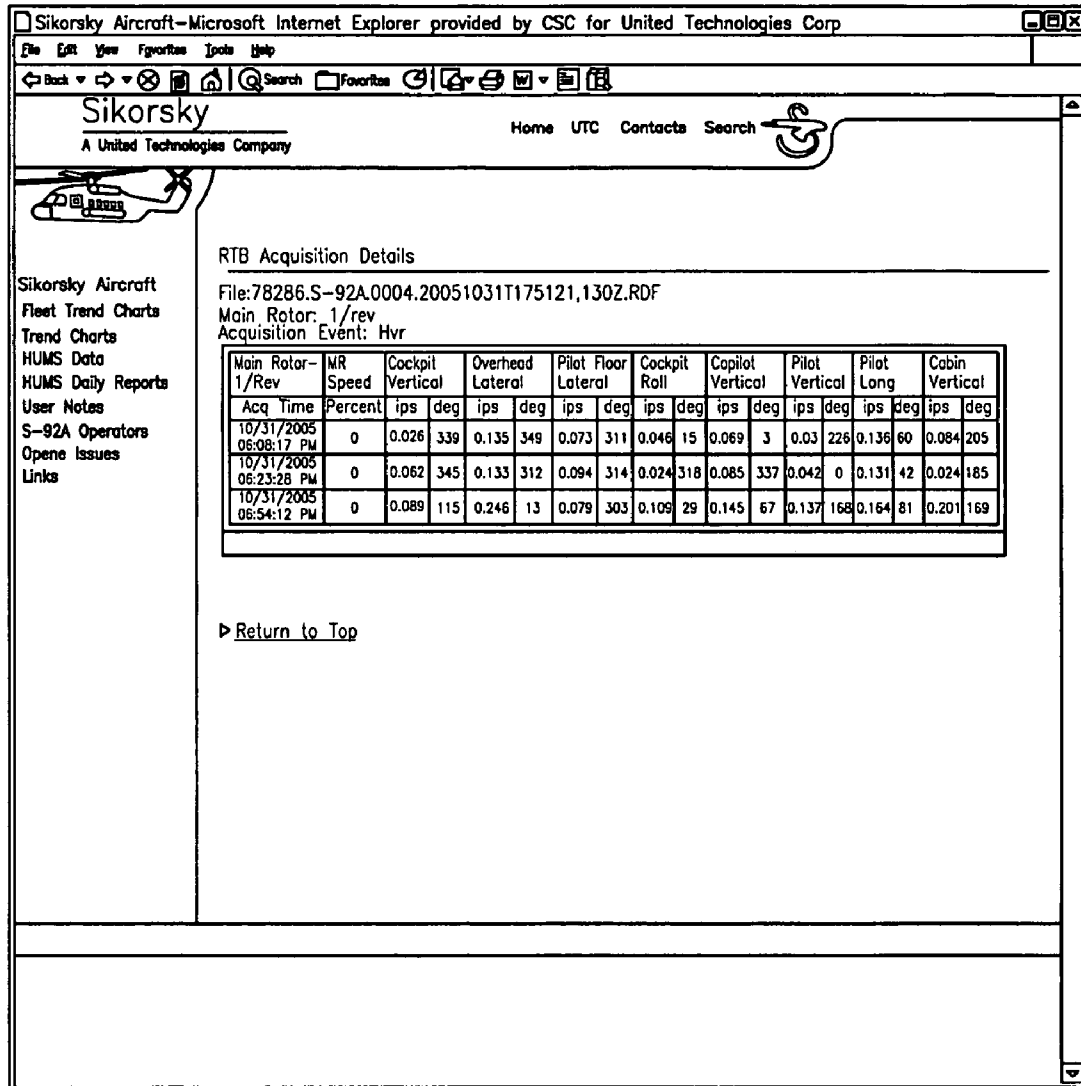 Sikorsky Aircraft-Microsoft Internet Explorer provided by CSC for United Technologies Corp
File Edit View Fgvorites Tools Help
Back Search Favorites W
Sikorsky
A United Technologies Company
Home UTC Contacts Search
RTB Acquisition Details
Sikorsky Aircraft
Fleet Trend Charts
Trend Charts
HUMS Data
HUMS Daily Reports
User Notes
S-92A Operators
Opene Issues
Links
File:78286.S-92A.0004.20051031T175121,130Z.RDF
Main Rotor: 1/rev
Acquisition Event: Hvr
Main Rotor- MR Cockpit Overhead Pilot Floor Cockpit Copilot Pilot Pilot Cabin
1/Rev Speed Vertical Lateral Lateral Roll Vertical Vertical Long Vertical
Acq Time Percent ips deg ips deg ips deg ips deg ips deg ips deg ips deg ips deg
10/31/2005 06:08:17 PM 0 0.026 339 0.135 349 0.073 311 0.046 15 0.069 3 0.03 226 0.136 60 0.084 205
10/31/2005 06:23:28 PM 0 0.062 345 0.133 312 0.094 314 0.024 318 0.085 337 0.042 0 0.131 42 0.024 185
10/31/2005 06:54:12 PM 0 0.089 115 0.246 13 0.079 303 0.109 29 0.145 67 0.137 168 0.164 81 0.201 169
Return to Top